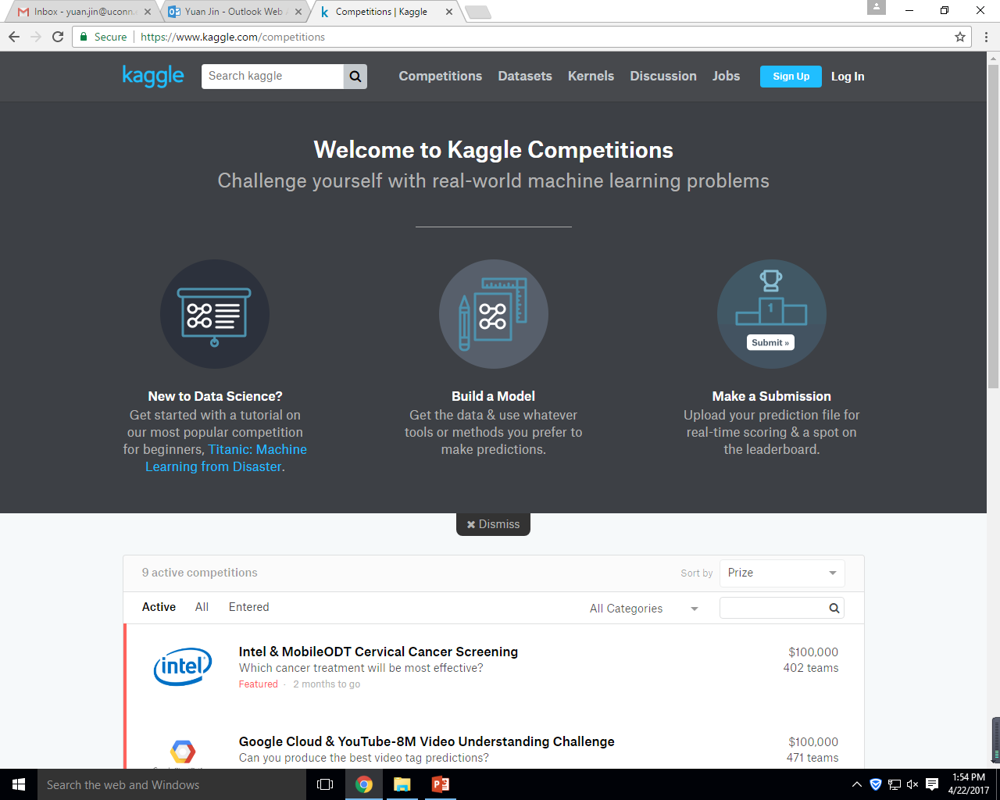 Inbox - yuan.jin@uconn.e
Yuan Jin - Outlook Web A
Competitions | Kaggle
Secure
https://www.kaggle.com/competitions
kaggle
Search kaggle
Competitions
Datasets
Kernels
Discussion
Jobs
Sign Up
Log In
Welcome to Kaggle Competitions
Challenge yourself with real-world machine learning problems
1
Submit »
New to Data Science?
Get started with a tutorial on
our most popular competition
for beginners, Titanic: Machine
Learning from Disaster.
Build a Model
Get the data & use whatever
tools or methods you prefer to
make predictions.
Make a Submission
Upload your prediction file for
real-time scoring & a spot on
the leaderboard.
✖ Dismiss
9 active competitions
Sort by
Prize
Active
All
Entered
All Categories
intel
Intel & MobileODT Cervical Cancer Screening
$100,000
Which cancer treatment will be most effective?
402 teams
Featured - 2 months to go
Google Cloud & YouTube-8M Video Understanding Challenge
$100,000
Can you produce the best video tag predictions?
471 teams
Search the web and Windows
1:54 PM
4/22/2017